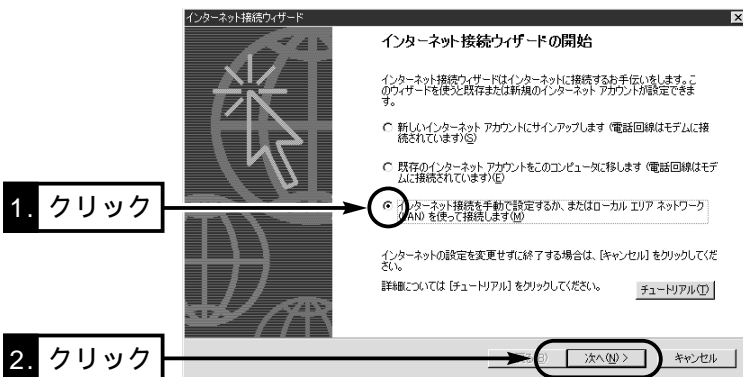 インターネット接続ウィザード
インターネット接続ウィザードの開始
インターネット接続ウィザードはインターネットに接続するお手伝いをします。こ
のウィザードを使うと既存または新規のインターネット アカウントが設定できま
す。
新しいインターネット アカウントにサインアップします (電話回線はモデムに接
続されています)(S)
既存のインターネット アカウントをこのコンピュータに移します (電話回線はモデ
ムに接続されています)(E)
1. クリック
インターネット接続を手動で設定するか、またはローカル エリア ネットワーク
(LAN) を使って接続します(M)
インターネットの設定を変更せずに終了する場合は、[キャンセル] をクリックしてくだ
さい。
詳細については [チュートリアル] をクリックしてください。
チュートリアル(T)
2. クリック
(B)
次へ(N) >
キャンセル